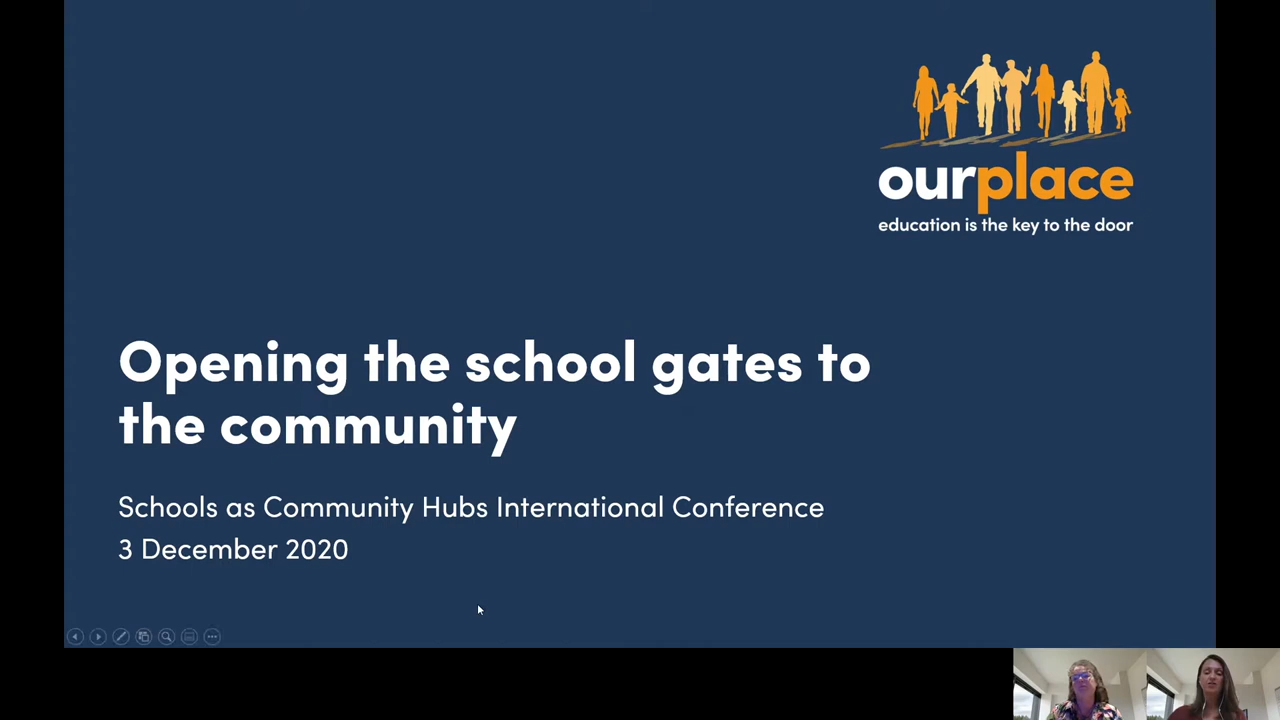 ourplace
education is the key to the door
Opening the school gates to
the community
Schools as Community Hubs International Conference
3 December 2020